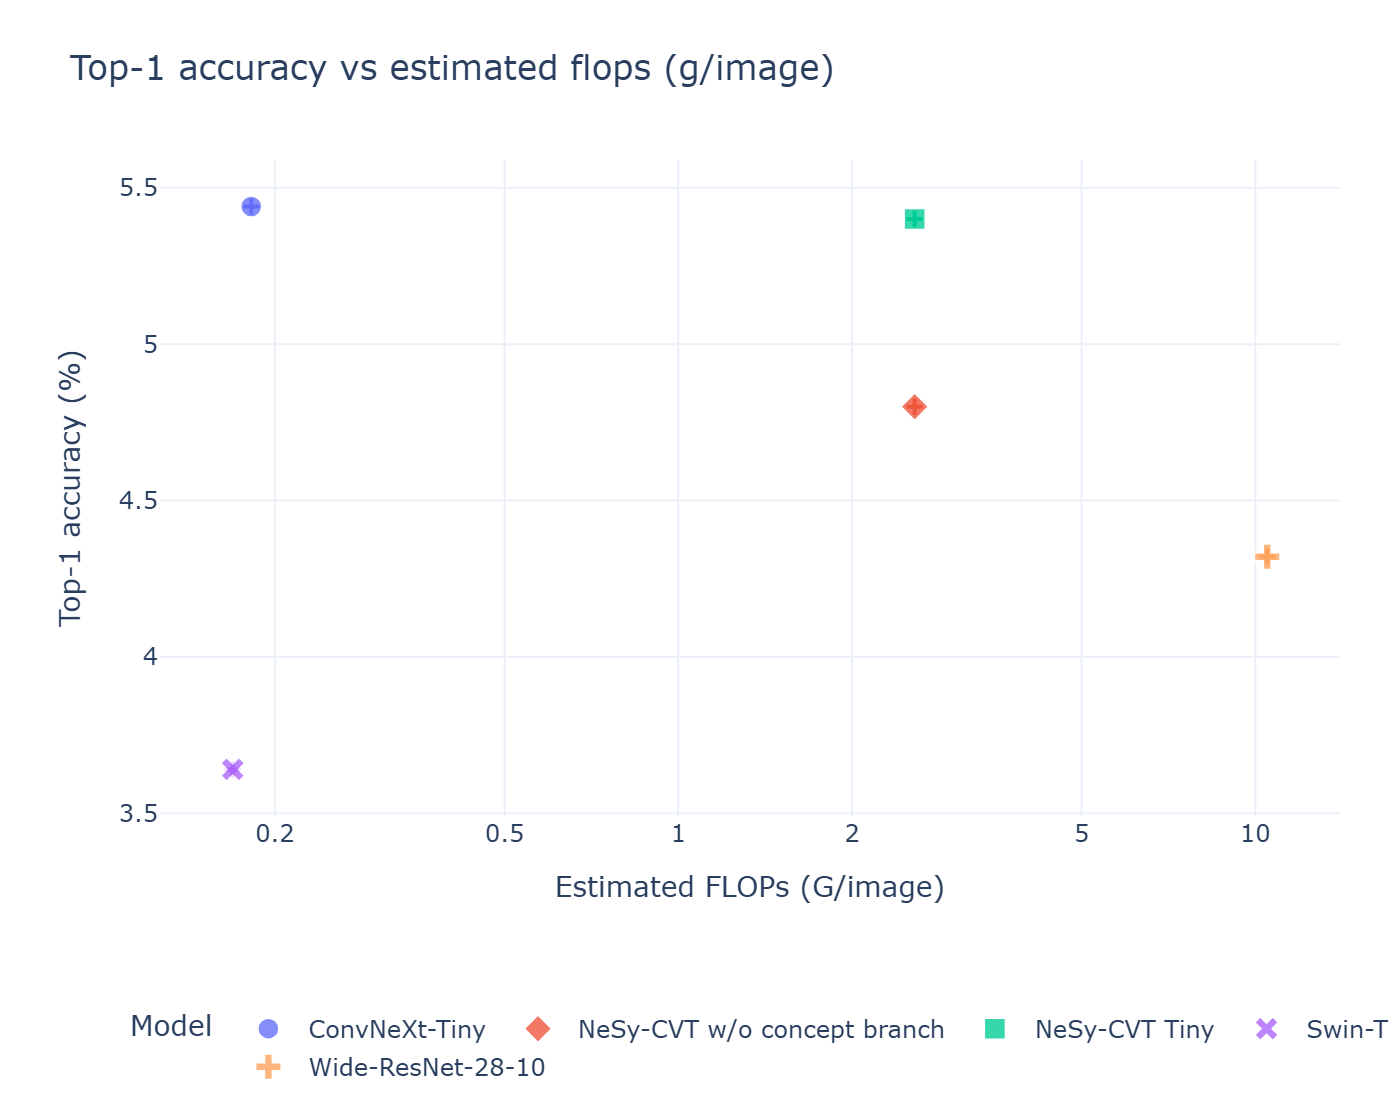 Top-1 accuracy vs estimated flops (g/image)
Top-1 accuracy (%)
5.5
5
4.5
4
3.5
0.2 0.5 1 2 5 10
Estimated FLOPs (G/image)
Model ConvNeXt-Tiny NeSy-CVT w/o concept branch NeSy-CVT Tiny Swin-T
Wide-ResNet-28-10